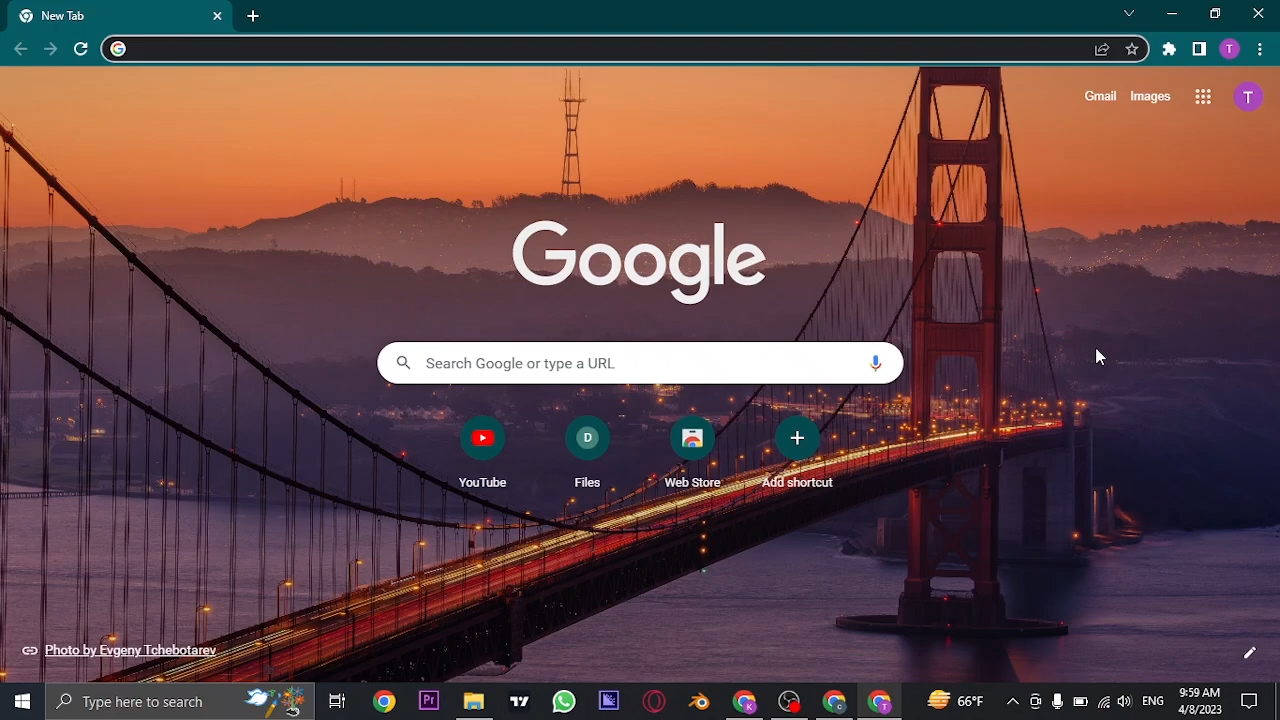 New Tab
T
Gmail
Images
T
Google
Search Google or type a URL
D
YouTube
Files
Web Store
Add shortcut
Photo by Evgeny Tchebotarev
Type here to search
Pr
K
C
T
66°F
ENG
9:59 AM
4/8/2023